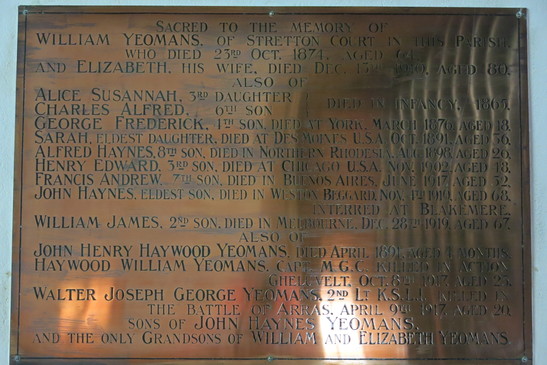 SACRED TO THE MEMORY OF
WILLIAM YEOMANS, OF STRETTON COURT IN THIS PARISH,
WHO DIED 23RD OCT. 1874, AGED
AND ELIZABETH, HIS WIFE, DIED DEC. AGED 80.
ALSO OF
ALICE SUSANNAH, 3RD DAUGHTER
DIED IN INFANCY, 1865.
CHARLES ALFRED, 6TH SON
GEORGE FREDERICK, 4TH SON, DIED AT YORK, MARCH 1876, AGED 18.
SARAH, ELDEST DAUGHTER, DIED AT DES MOINES U.S.A. OCT. 1891, AGED 36.
ALFRED HAYNES, 8TH SON, DIED IN NORTHERN RHODESIA, AUG. 1898, AGED 26.
HENRY EDWARD, 3RD SON, DIED AT CHICAGO U.S.A. NOV. 1902, AGED 48.
FRANCIS ANDREW, 7TH SON, DIED IN BUENOS AIRES, JUNE 1917, AGED 52.
JOHN HAYNES, ELDEST SON, DIED IN WESTON BEGGARD, NOV. 1ST 1919, AGED 68,
INTERRED AT BLAKEMERE.
WILLIAM JAMES, 2ND SON, DIED IN MELBOURNE, DEC. 28TH 1919, AGED 67.
ALSO OF
JOHN HENRY HAYWOOD YEOMANS, DIED APRIL AGED MONTHS.
HAYWOOD WILLIAM YEOMANS, CAPT. M.G.C. KILLED IN ACTION,
GHELUVELT, OCT. 8TH 1917, AGED 25.
WALTER JOSEPH GEORGE YEOMANS, 2ND LT K.S.L.I. KILLED IN
THE BATTLE OF ARRAS, APRIL 9TH 1917, AGED 20.
SONS OF JOHN HAYNES YEOMANS,
AND THE ONLY GRANDSONS OF WILLIAM AND ELIZABETH YEOMANS